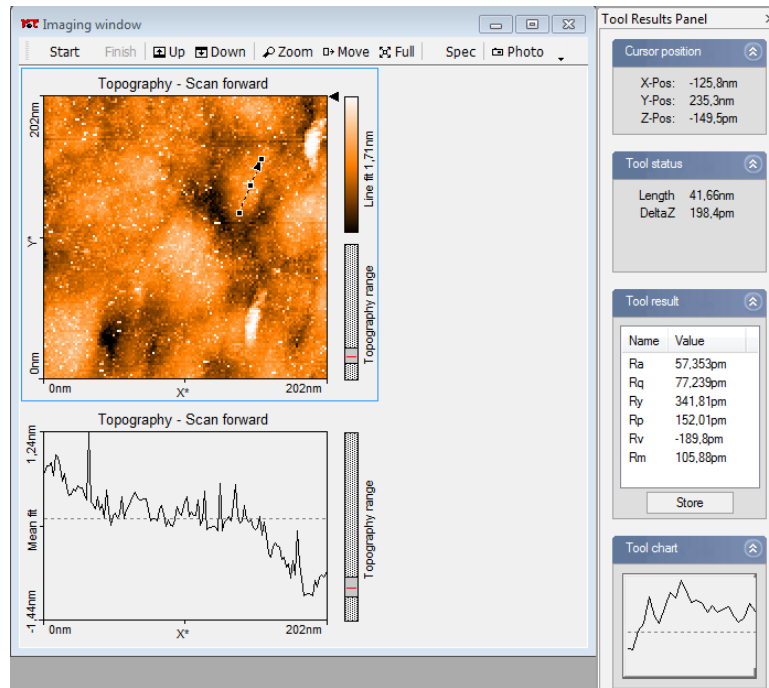 Imaging window
Start Finish Up Down Zoom Move Full Spec Photo
Topography - Scan forward
202nm
Y*
0nm
0nm X* 202nm
Line fit 1,71nm
Topography range
Topography - Scan forward
1,24nm
Mean fit
-1,44nm
0nm X* 202nm
Topography range
Tool Results Panel
Cursor position
X-Pos: -125,8nm
Y-Pos: 235,3nm
Z-Pos: -149,5pm
Tool status
Length 41,66nm
DeltaZ 198,4pm
Tool result
Name Value
Ra 57,353pm
Rq 77,239pm
Ry 341,81pm
Rp 152,01pm
Rv -189,8pm
Rm 105,88pm
Store
Tool chart